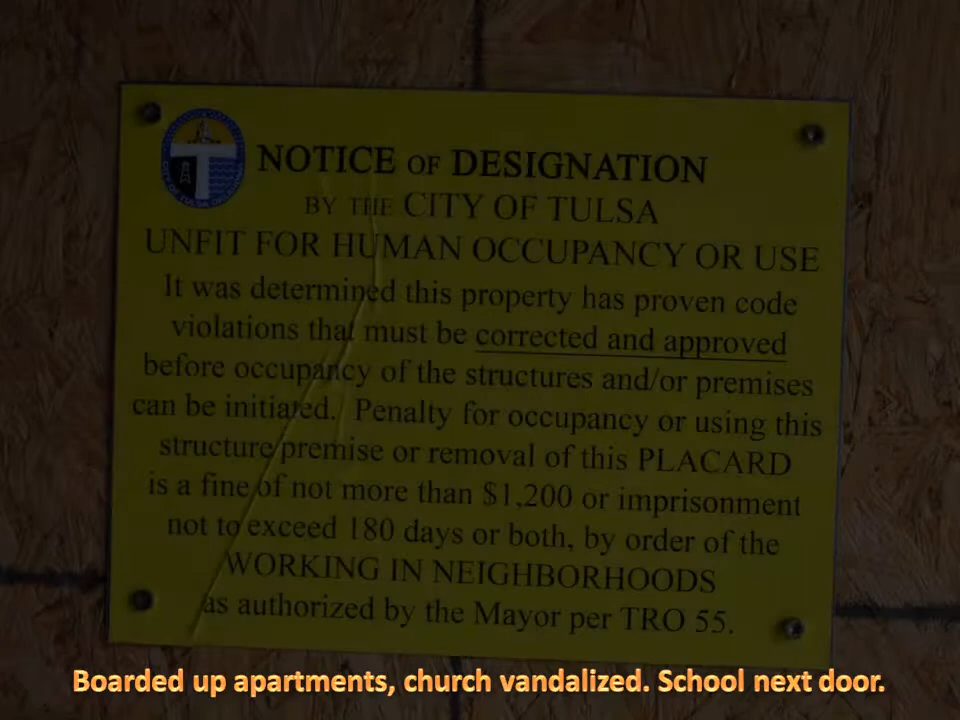 NOTICE OF DESIGNATION
BY THE CITY OF TULSA
UNFIT FOR HUMAN OCCUPANCY OR USE
It was determined this property has proven code
violations that must be corrected and approved
before occupancy of the structures and/or premises
can be initiated. Penalty for occupancy or using this
structure premise or removal of this PLACARD
is a fine of not more than $1,200 or imprisonment
not to exceed 180 days or both, by order of the
WORKING IN NEIGHBORHOODS
as authorized by the Mayor per TRO 55.
Boarded up apartments, church vandalized. School next door.